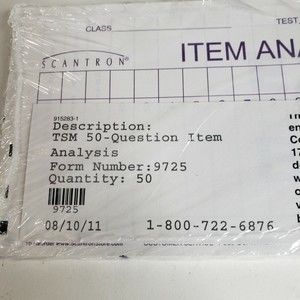 CLASS
TEST
SCANTRON®
ITEM ANA
915283-1
Description:
TSM 50-Question Item
Analysis
Form Number:9725
Quantity: 50
9725
08/10/11
1-800-722-6876